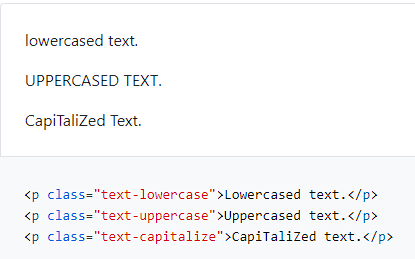 lowercased text.
UPPERCASED TEXT.
CapiTaliZed Text.
<p class="text-lowercase">Lowercased text.</p>
<p class="text-uppercase">Uppercased text.</p>
<p class="text-capitalize">CapiTaliZed text.</p>